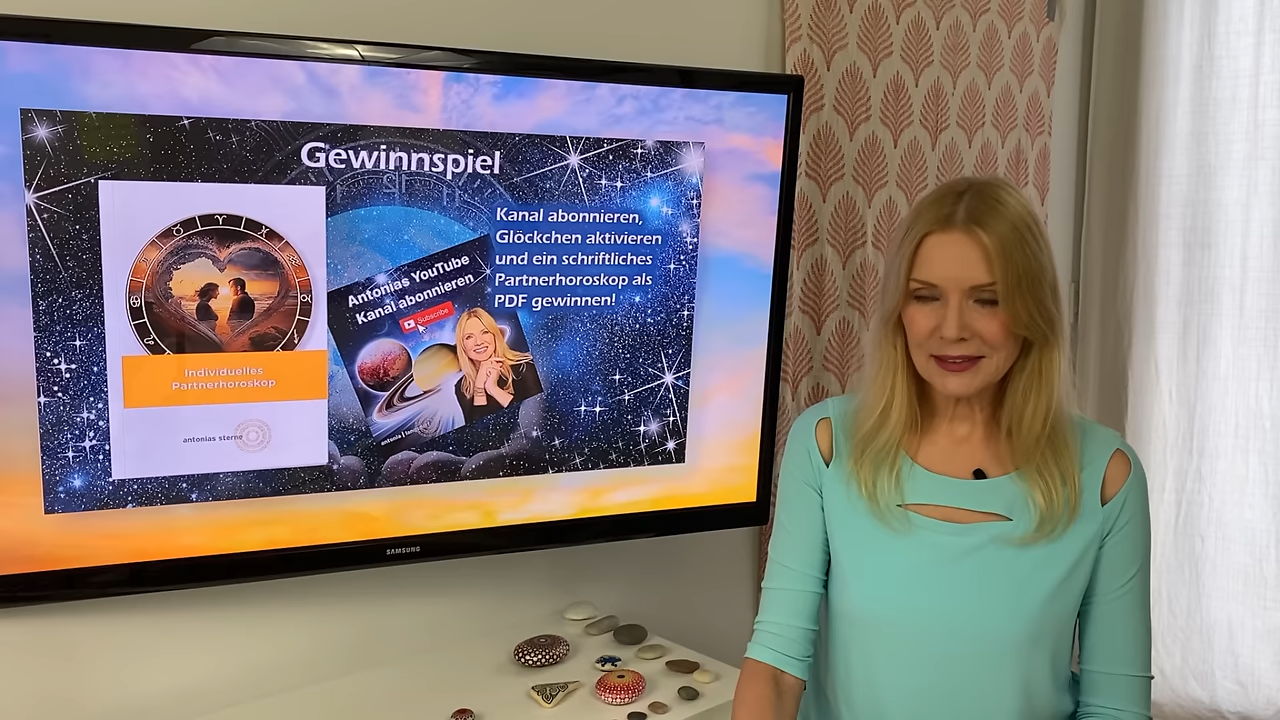 Gewinnspiel
Kanal abonnieren,
Glöckchen aktivieren
und ein schriftliches
Partnerhoroskop als
PDF gewinnen!
Antonias YouTube
Kanal abonnieren
Subscribe
Individuelles
Partnerhoroskop
antonias sterne
SAMSUNG